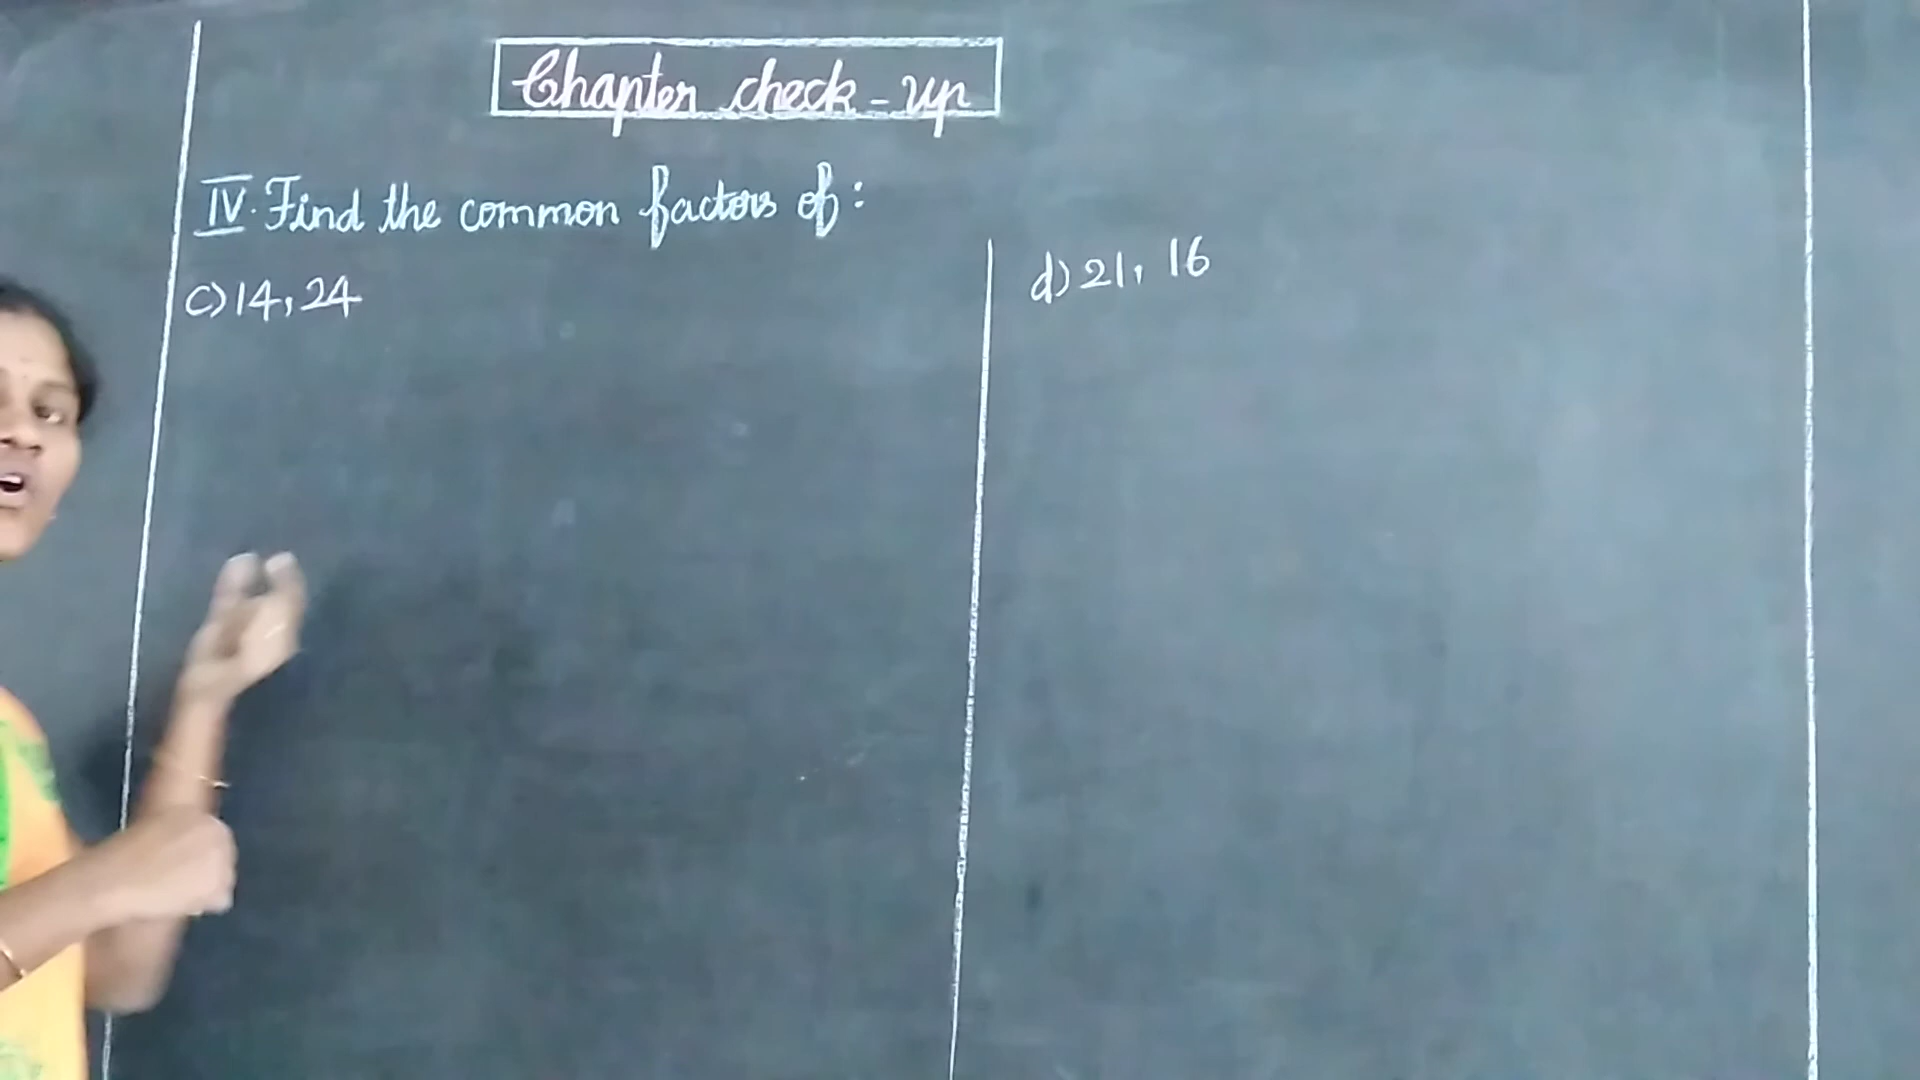 Chapter check-up
IV. Find the common factors of:
c) 14, 24
d) 21, 16